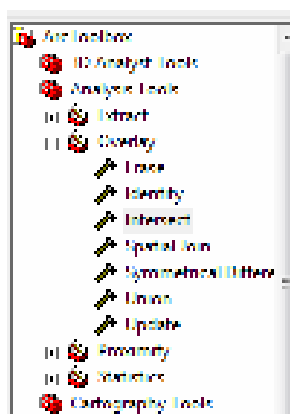 ArcToolbox
3D Analyst Tools
Analysis Tools
Extract
Overlay
Erase
Identity
Intersect
Spatial Join
Symmetrical Differe
Union
Update
Proximity
Statistics
Cartography Tools